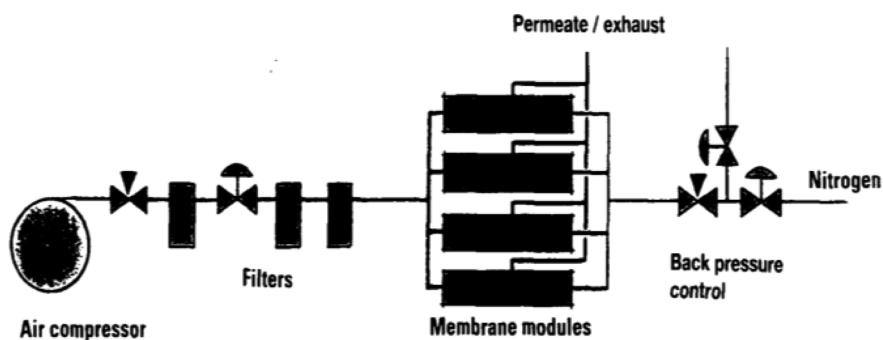 Permeate / exhaust
Nitrogen
Filters
Back pressure
control
Air compressor
Membrane modules